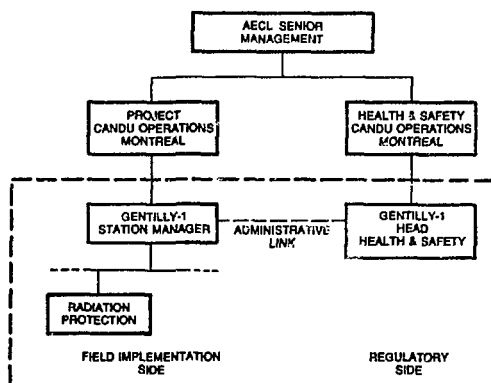 AECL SENIOR
MANAGEMENT
PROJECT
CANDU OPERATIONS
MONTREAL
HEALTH & SAFETY
CANDU OPERATIONS
MONTREAL
GENTILLY-1
STATION MANAGER
ADMINISTRATIVE
LINK
GENTILLY-1
HEAD
HEALTH & SAFETY
RADIATION
PROTECTION
FIELD IMPLEMENTATION
SIDE
REGULATORY
SIDE